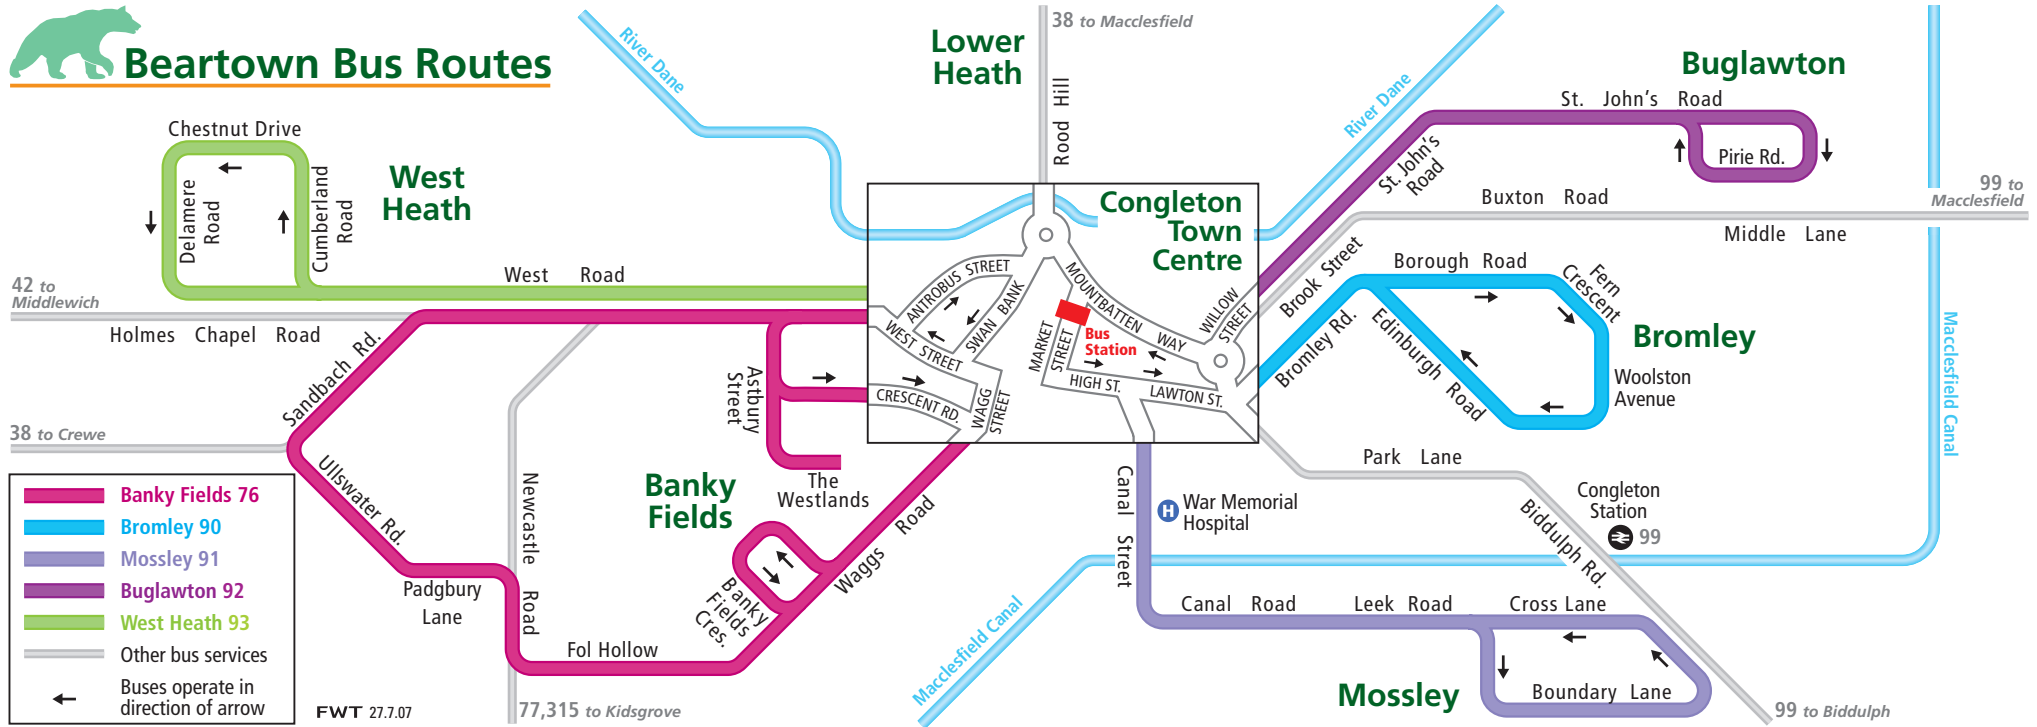 Beartown Bus Routes
River Dane
Lower
Heath
38 to Macclesfield
Rood Hill
River Dane
Buglawton
St. John's Road
St. John's
Road
Pirie Rd.
99 to
Macclesfield
Buxton Road
Middle Lane
Chestnut Drive
Delamere
Road
Cumberland
Road
West
Heath
West Road
42 to
Middlewich
Holmes Chapel Road
Sandbach Rd.
38 to Crewe
Ullswater Rd.
Padgbury
Lane
Newcastle Road
Fol Hollow
77,315 to Kidsgrove
Astbury
Street
The
Westlands
Banky
Fields
Banky
Fields
Cres.
Waggs Road
Congleton
Town
Centre
ANTROBUS STREET
SWAN BANK
WEST STREET
CRESCENT RD.
WAGG
STREET
MOUNTBATTEN WAY
MARKET
STREET
Bus
Station
HIGH ST.
LAWTON ST.
WILLOW
STREET
Brook Street
Bromley Rd.
Borough Road
Fern
Crescent
Edinburgh Road
Bromley
Woolston
Avenue
Macclesfield Canal
Park Lane
Biddulph Rd.
Congleton
Station
99
Canal Street
H
War Memorial
Hospital
Macclesfield Canal
Canal Road
Leek Road
Cross Lane
Boundary Lane
Mossley
99 to Biddulph
Banky Fields 76
Bromley 90
Mossley 91
Buglawton 92
West Heath 93
Other bus services
Buses operate in
direction of arrow
FWT 27.7.07